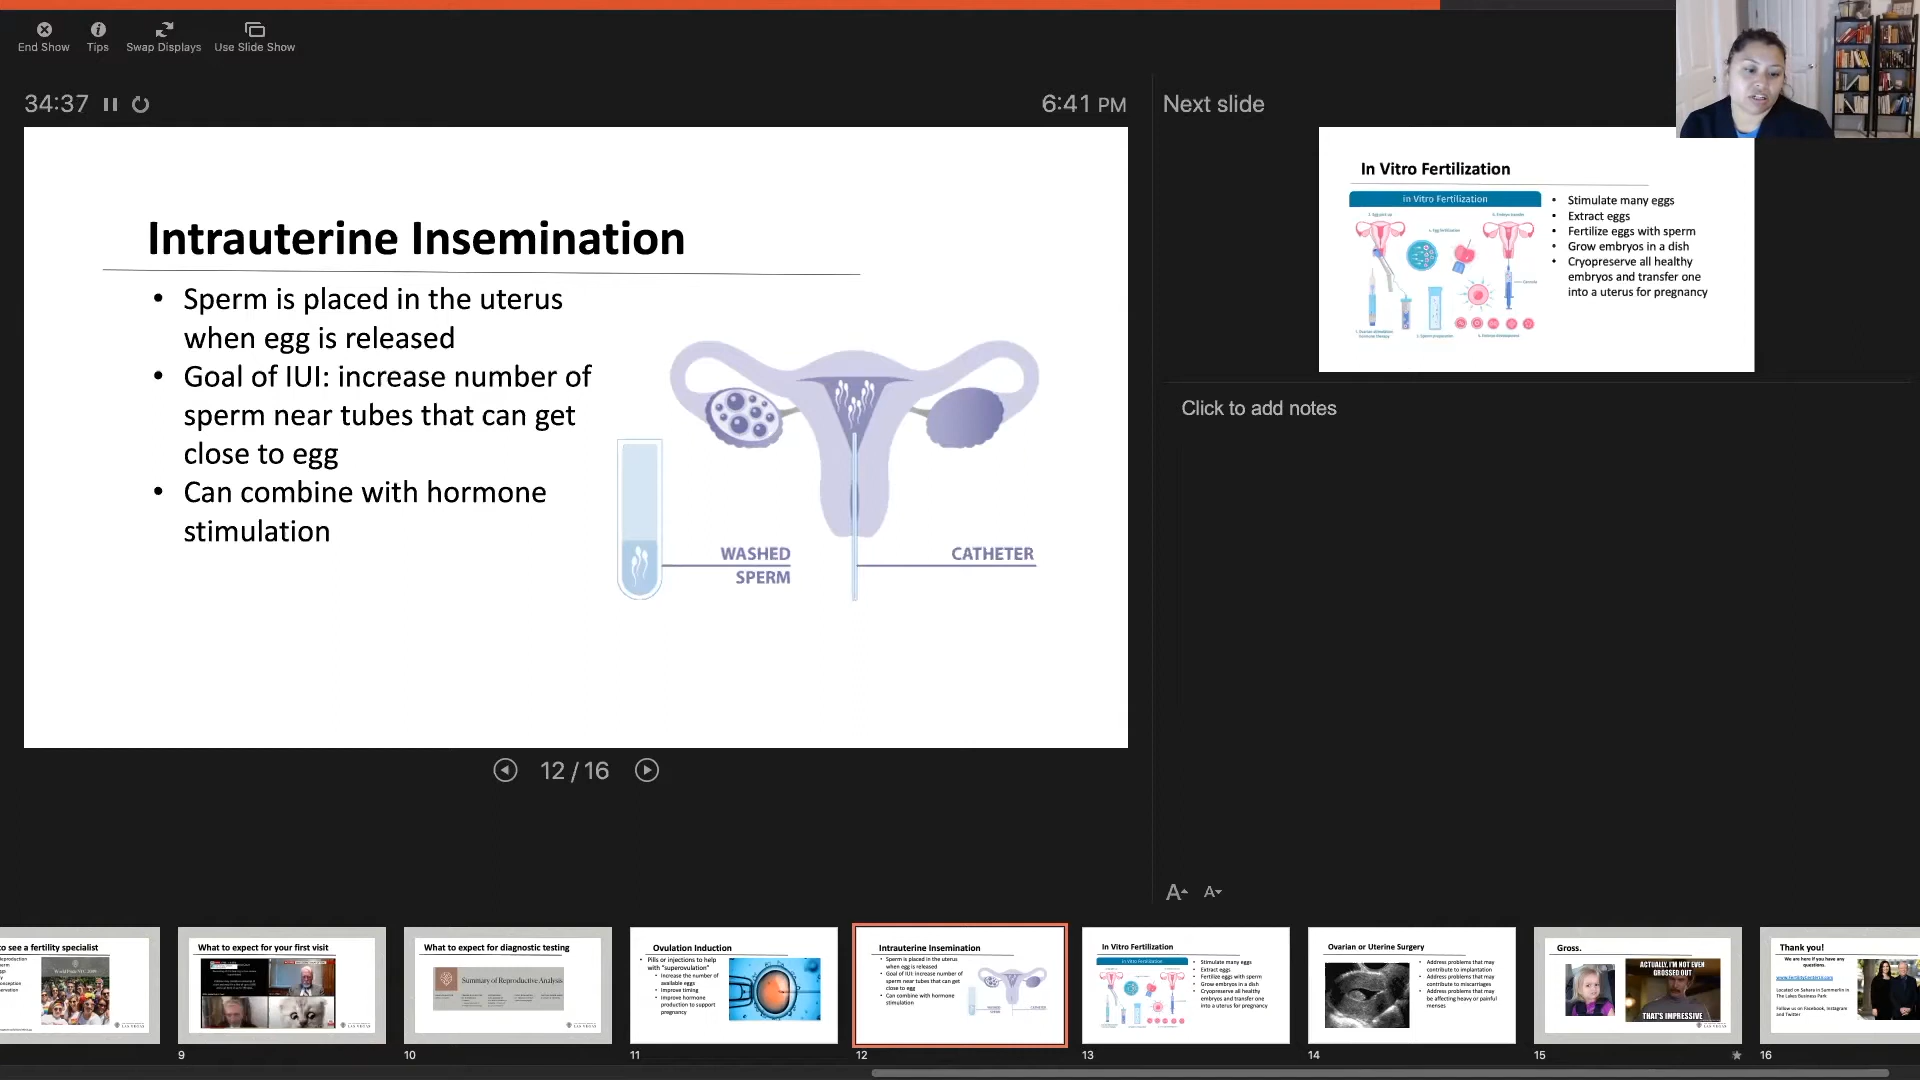 End Show
Tips
Swap Displays
Use Slide Show
34:37
6:41 PM
Next slide
Intrauterine Insemination
• Sperm is placed in the uterus
when egg is released
• Goal of IUI: increase number of
sperm near tubes that can get
close to egg
• Can combine with hormone
stimulation
WASHED
SPERM
CATHETER
12 / 16
In Vitro Fertilization
in Vitro Fertilization
• Stimulate many eggs
• Extract eggs
• Fertilize eggs with sperm
• Grow embryos in a dish
• Cryopreserve all healthy
embryos and transfer one
into a uterus for pregnancy
Click to add notes
to see a fertility specialist
What to expect for your first visit
9
What to expect for diagnostic testing
Summary of Reproductive Analysis
10
Ovulation Induction
• Pills or injections to help
with "superovulation"
• Increase the number of
available eggs
• Improve timing
• Improve hormone
production to support
pregnancy
11
Intrauterine Insemination
• Sperm is placed in the uterus
when egg is released
• Goal of IUI: increase number of
sperm near tubes that can get
close to egg
• Can combine with hormone
stimulation
12
In Vitro Fertilization
in Vitro Fertilization
• Stimulate many eggs
• Extract eggs
• Fertilize eggs with sperm
• Grow embryos in a dish
• Cryopreserve all healthy
embryos and transfer one
into a uterus for pregnancy
13
Ovarian or Uterine Surgery
• Address problems that may
contribute to implantation
• Address problems that may
contribute to miscarriages
• Address problems that may
be affecting heavy or painful
menses
14
Gross.
ACTUALLY, I'M NOT EVEN
GROSSED OUT
THAT'S IMPRESSIVE
15
Thank you!
We are here if you have any
questions.
Located on Sahara in Summerlin in
The Lakes Business Park
Follow us on Facebook, Instagram
and Twitter
16